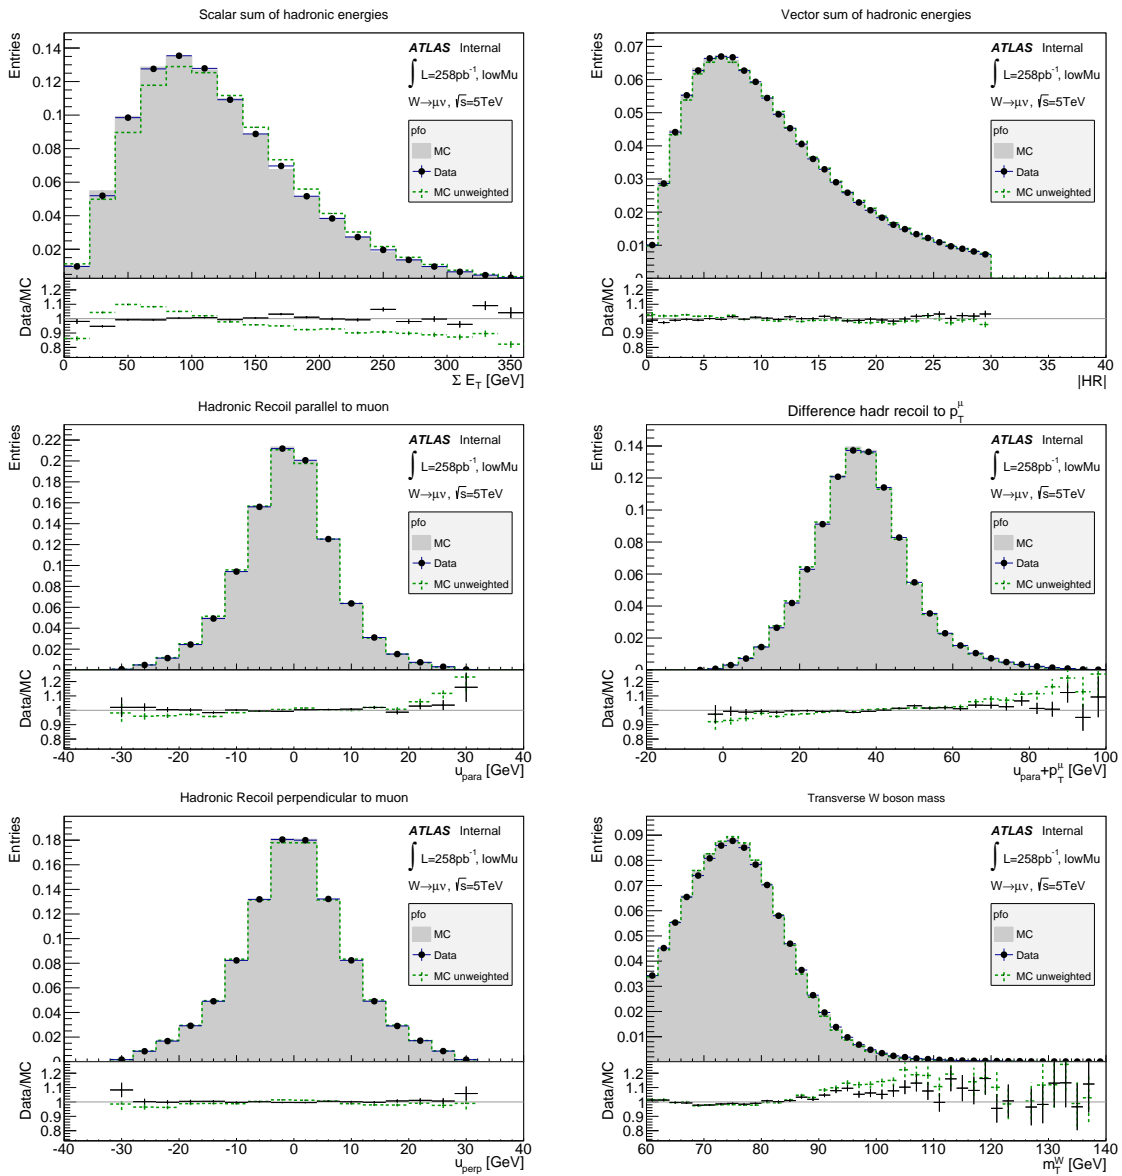 Scalar sum of hadronic energies
Entries
0.14
0.12
0.1
0.08
0.06
0.04
0.02
ATLAS Internal
∫ L=258pb⁻¹, lowMu
W→μν, √s=5TeV
pfo
MC
Data
MC unweighted
Data/MC
1.2
1.1
1
0.9
0.8
0 50 100 150 200 250 300 350
Σ E_T [GeV]
Vector sum of hadronic energies
Entries
0.07
0.06
0.05
0.04
0.03
0.02
0.01
0
ATLAS Internal
∫ L=258pb⁻¹, lowMu
W→μν, √s=5TeV
pfo
MC
Data
MC unweighted
Data/MC
1.2
1.1
1
0.9
0.8
0 5 10 15 20 25 30 35 40
|HR|
Hadronic Recoil parallel to muon
Entries
0.22
0.2
0.18
0.16
0.14
0.12
0.1
0.08
0.06
0.04
0.02
0
ATLAS Internal
∫ L=258pb⁻¹, lowMu
W→μν, √s=5TeV
pfo
MC
Data
MC unweighted
Data/MC
1.2
1.1
1
0.9
0.8
-40 -30 -20 -10 0 10 20 30 40
u_para [GeV]
Difference hadr recoil to p_T^μ
Entries
0.14
0.12
0.1
0.08
0.06
0.04
0.02
0
ATLAS Internal
∫ L=258pb⁻¹, lowMu
W→μν, √s=5TeV
pfo
MC
Data
MC unweighted
Data/MC
1.2
1.1
1
0.9
0.8
-20 0 20 40 60 80 100
u_para+p_T^μ [GeV]
Hadronic Recoil perpendicular to muon
Entries
0.18
0.16
0.14
0.12
0.1
0.08
0.06
0.04
0.02
0
ATLAS Internal
∫ L=258pb⁻¹, lowMu
W→μν, √s=5TeV
pfo
MC
Data
MC unweighted
Data/MC
1.2
1.1
1
0.9
0.8
-40 -30 -20 -10 0 10 20 30 40
u_perp [GeV]
Transverse W boson mass
Entries
0.09
0.08
0.07
0.06
0.05
0.04
0.03
0.02
0.01
ATLAS Internal
∫ L=258pb⁻¹, lowMu
W→μν, √s=5TeV
pfo
MC
Data
MC unweighted
Data/MC
1.2
1.1
1
0.9
0.8
60 70 80 90 100 110 120 130 140
m_T^W [GeV]